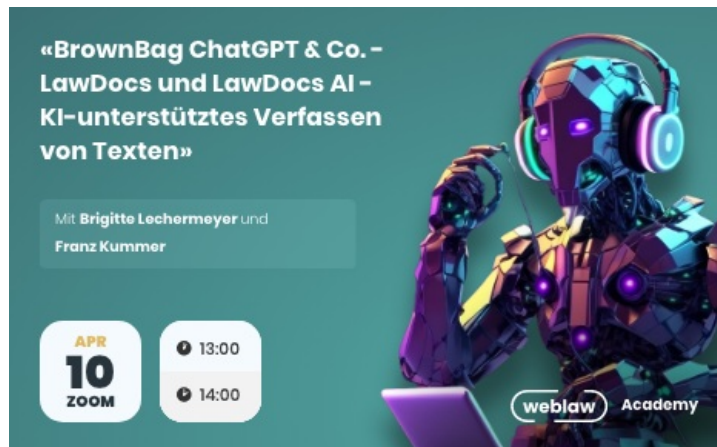 «BrownBag ChatGPT & Co. -
LawDocs und LawDocs AI -
KI-unterstütztes Verfassen
von Texten»
Mit Brigitte Lechermeyer und
Franz Kummer
APR
10
ZOOM
13:00
14:00
weblaw Academy